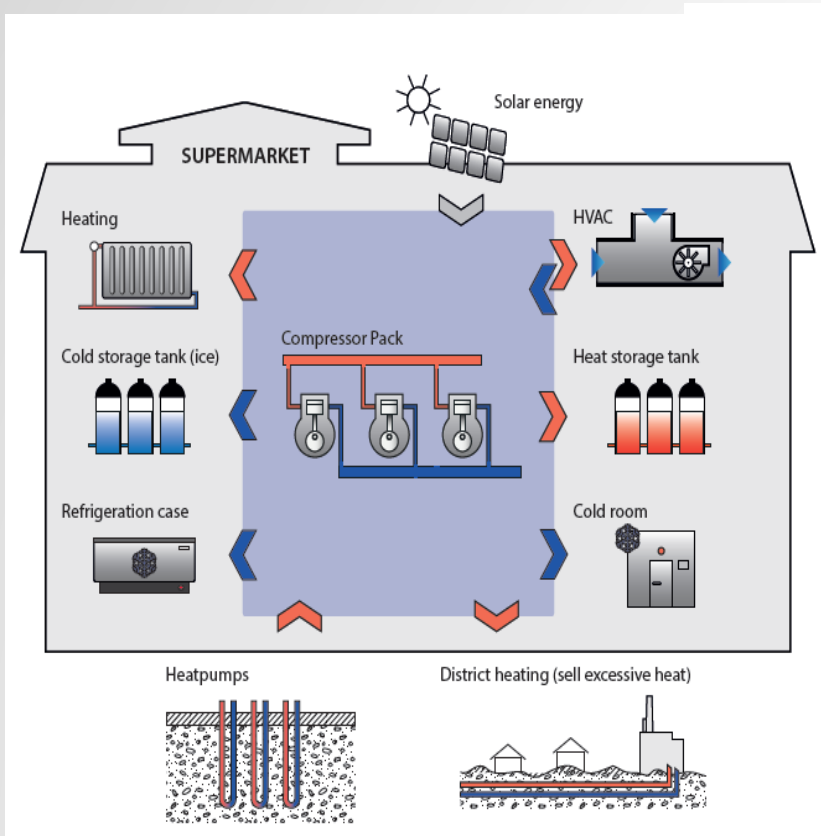 Solar energy
SUPERMARKET
Heating
HVAC
Compressor Pack
Cold storage tank (ice)
Heat storage tank
Refrigeration case
Cold room
Heatpumps
District heating (sell excessive heat)